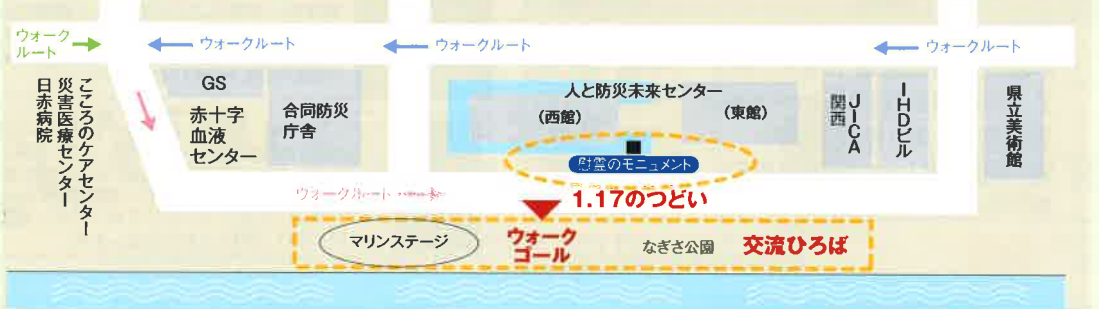 ウォーク
ルート
ウォークルート
ウォークルート
ウォークルート
こころのケアセンター
災害医療センター
日赤病院
GS
赤十字
血液
センター
合同防災
庁舎
人と防災未来センター
(西館)
(東館)
慰霊のモニュメント
JICA
関西
IHDビル
県立美術館
ウォークルート
1.17のつどい
マリンステージ
ウォーク
ゴール
なぎさ公園
交流ひろば